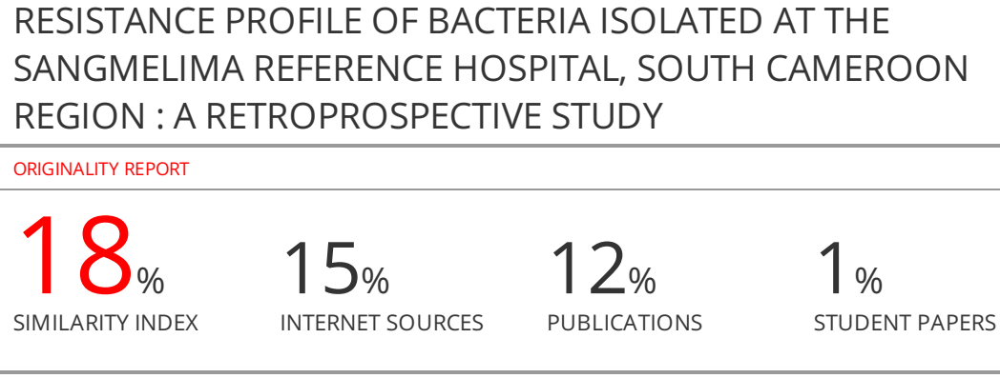 RESISTANCE PROFILE OF BACTERIA ISOLATED AT THE
SANGMELIMA REFERENCE HOSPITAL, SOUTH CAMEROON
REGION : A RETROPROSPECTIVE STUDY
ORIGINALITY REPORT
18% 15% 12% 1%
SIMILARITY INDEX INTERNET SOURCES PUBLICATIONS STUDENT PAPERS